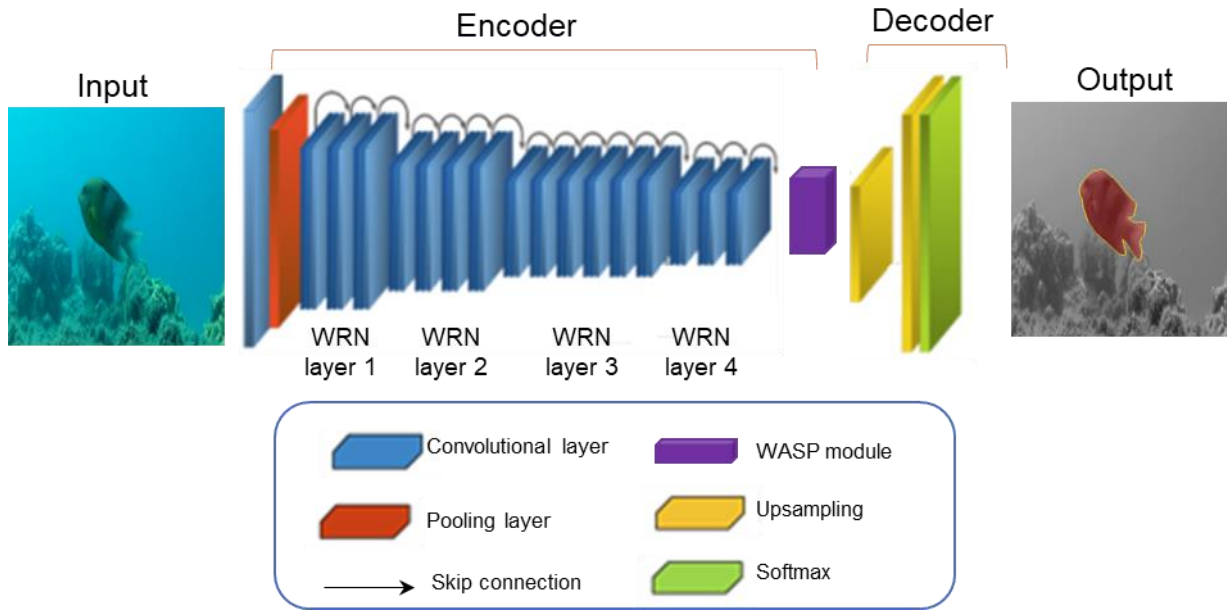 Encoder
Decoder
Input
Output
WRN
layer 1
WRN
layer 2
WRN
layer 3
WRN
layer 4
Convolutional layer
WASP module
Pooling layer
Upsampling
Skip connection
Softmax